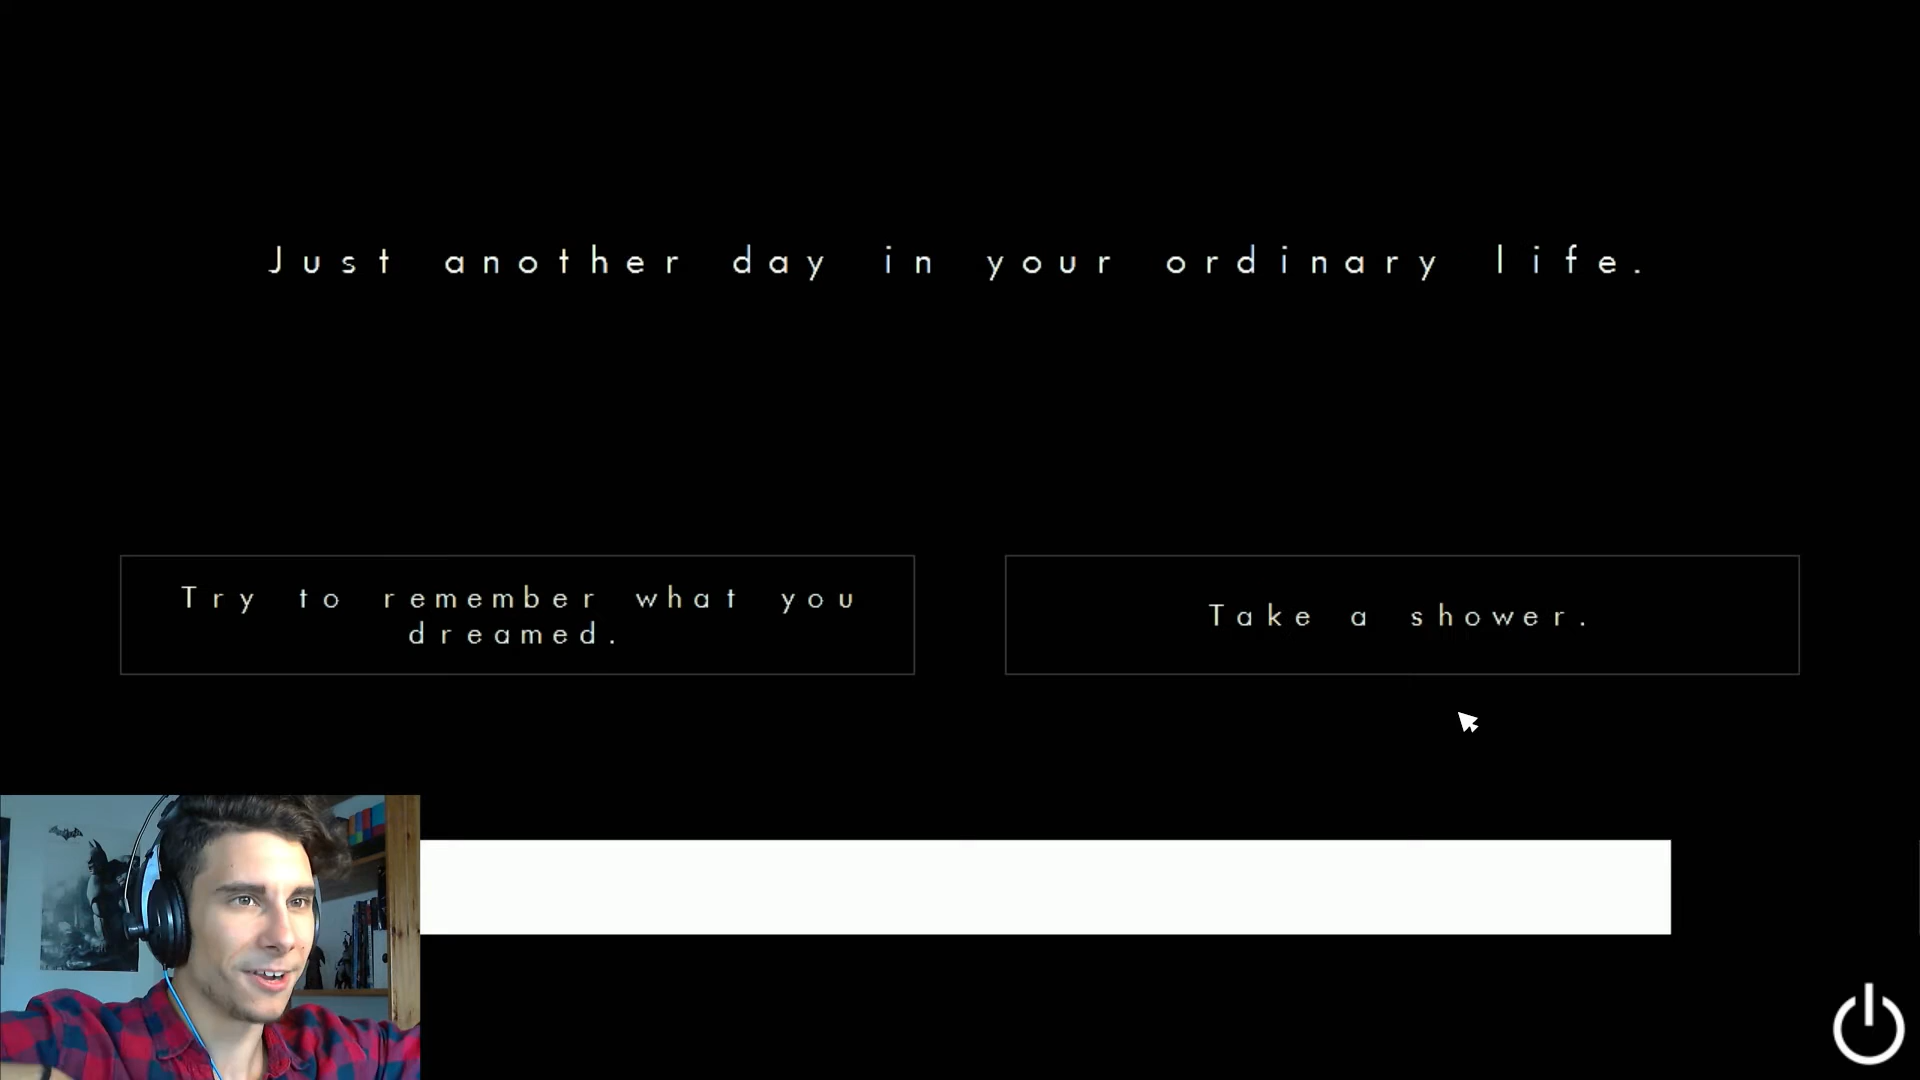 Just another day in your ordinary life.
Try to remember what you
dreamed.
Take a shower.